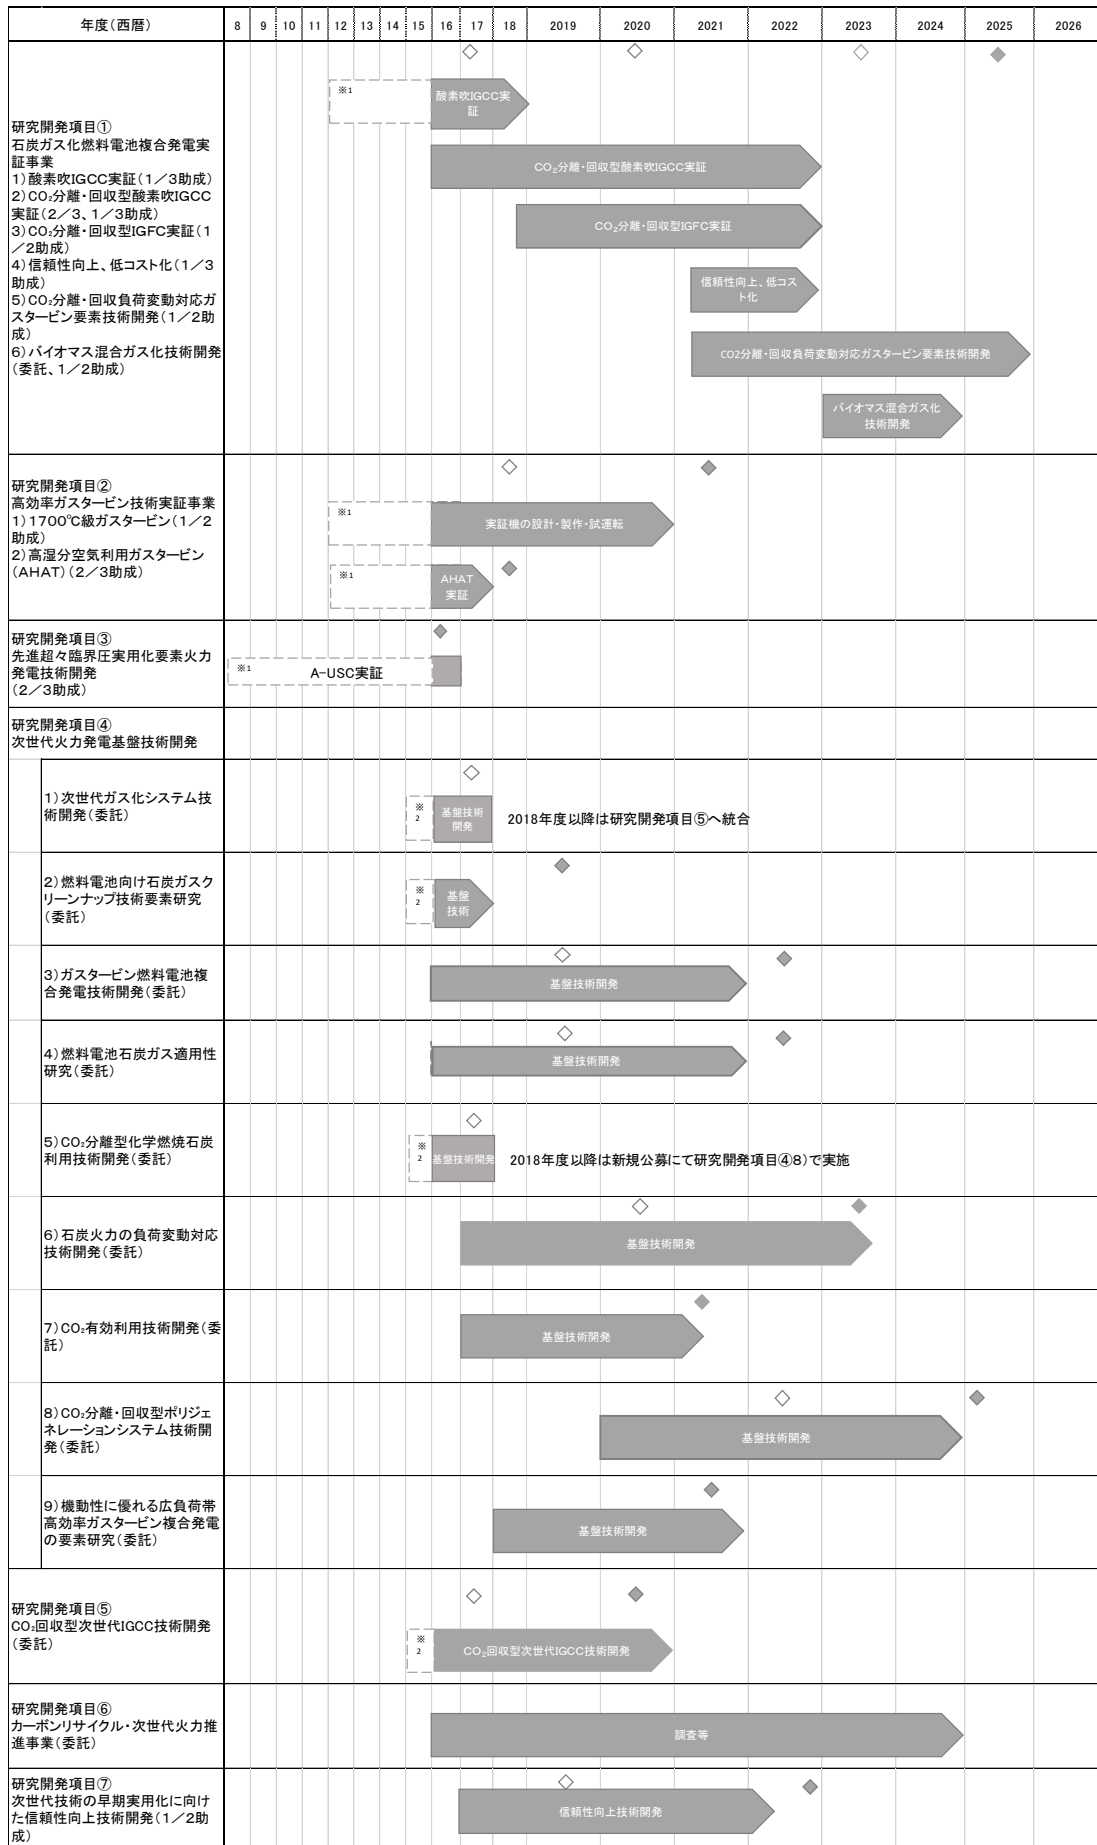 年度(西暦)
8 9 10 11 12 13 14 15 16 17 18 2019 2020 2021 2022 2023 2024 2025 2026
研究開発項目①
石炭ガス化燃料電池複合発電実
証事業
1)酸素吹IGCC実証(1/3助成)
2)CO₂分離・回収型酸素吹IGCC
実証(2/3、1/3助成)
3)CO₂分離・回収型IGFC実証(1
/2助成)
4)信頼性向上、低コスト化(1/3
助成)
5)CO₂分離・回収負荷変動対応ガ
スタービン要素技術開発(1/2助
成)
6)バイオマス混合ガス化技術開発
(委託、1/2助成)
※1
酸素吹IGCC実
証
CO₂分離・回収型酸素吹IGCC実証
CO₂分離・回収型IGFC実証
信頼性向上、低コス
ト化
CO2分離・回収負荷変動対応ガスタービン要素技術開発
バイオマス混合ガス化
技術開発
研究開発項目②
高効率ガスタービン技術実証事業
1)1700℃級ガスタービン(1/2
助成)
2)高湿分空気利用ガスタービン
(AHAT)(2/3助成)
※1
実証機の設計・製作・試運転
※1
AHAT
実証
研究開発項目③
先進超々臨界圧実用化要素火力
発電技術開発
(2/3助成)
※1
A-USC実証
研究開発項目④
次世代火力発電基盤技術開発
1)次世代ガス化システム技
術開発(委託)
※
2
基盤技術
開発
2018年度以降は研究開発項目⑤へ統合
2)燃料電池向け石炭ガスク
リーンナップ技術要素研究
(委託)
※
2
基盤
技術
3)ガスタービン燃料電池複
合発電技術開発(委託)
基盤技術開発
4)燃料電池石炭ガス適用性
研究(委託)
基盤技術開発
5)CO₂分離型化学燃焼石炭
利用技術開発(委託)
※
2
基盤技術開発
2018年度以降は新規公募にて研究開発項目④8)で実施
6)石炭火力の負荷変動対応
技術開発(委託)
基盤技術開発
7)CO₂有効利用技術開発(委
託)
基盤技術開発
8)CO₂分離・回収型ポリジェ
ネレーションシステム技術開
発(委託)
基盤技術開発
9)機動性に優れる広負荷帯
高効率ガスタービン複合発電
の要素研究(委託)
基盤技術開発
研究開発項目⑤
CO₂回収型次世代IGCC技術開発
(委託)
※
2
CO₂回収型次世代IGCC技術開発
研究開発項目⑥
カーボンリサイクル・次世代火力推
進事業(委託)
調査等
研究開発項目⑦
次世代技術の早期実用化に向け
た信頼性向上技術開発(1/2助
成)
信頼性向上技術開発